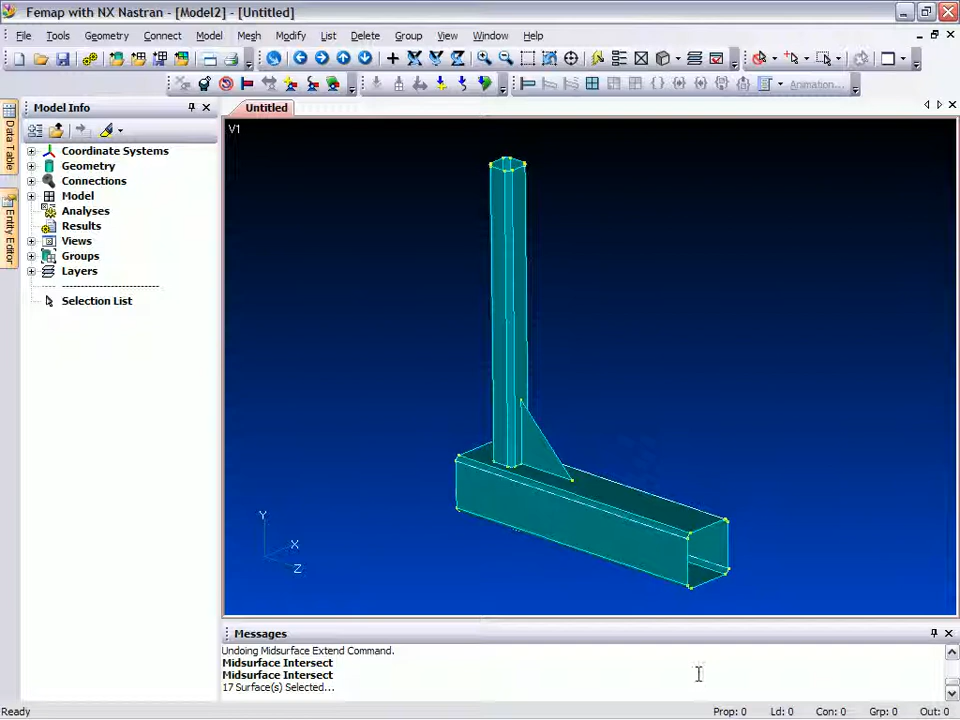 Femap with NX Nastran - [Model2] - [Untitled]
File Tools Geometry Connect Model Mesh Modify List Delete Group View Window Help
Animation...
Model Info
Untitled
Data Table
Entity Editor
Coordinate Systems
Geometry
Connections
Model
Analyses
Results
Views
Groups
Layers
Selection List
V1
Y
X
Z
Messages
Undoing Midsurface Extend Command.
Midsurface Intersect
Midsurface Intersect
17 Surface(s) Selected...
Ready Prop: 0 Ld: 0 Con: 0 Grp: 0 Out: 0